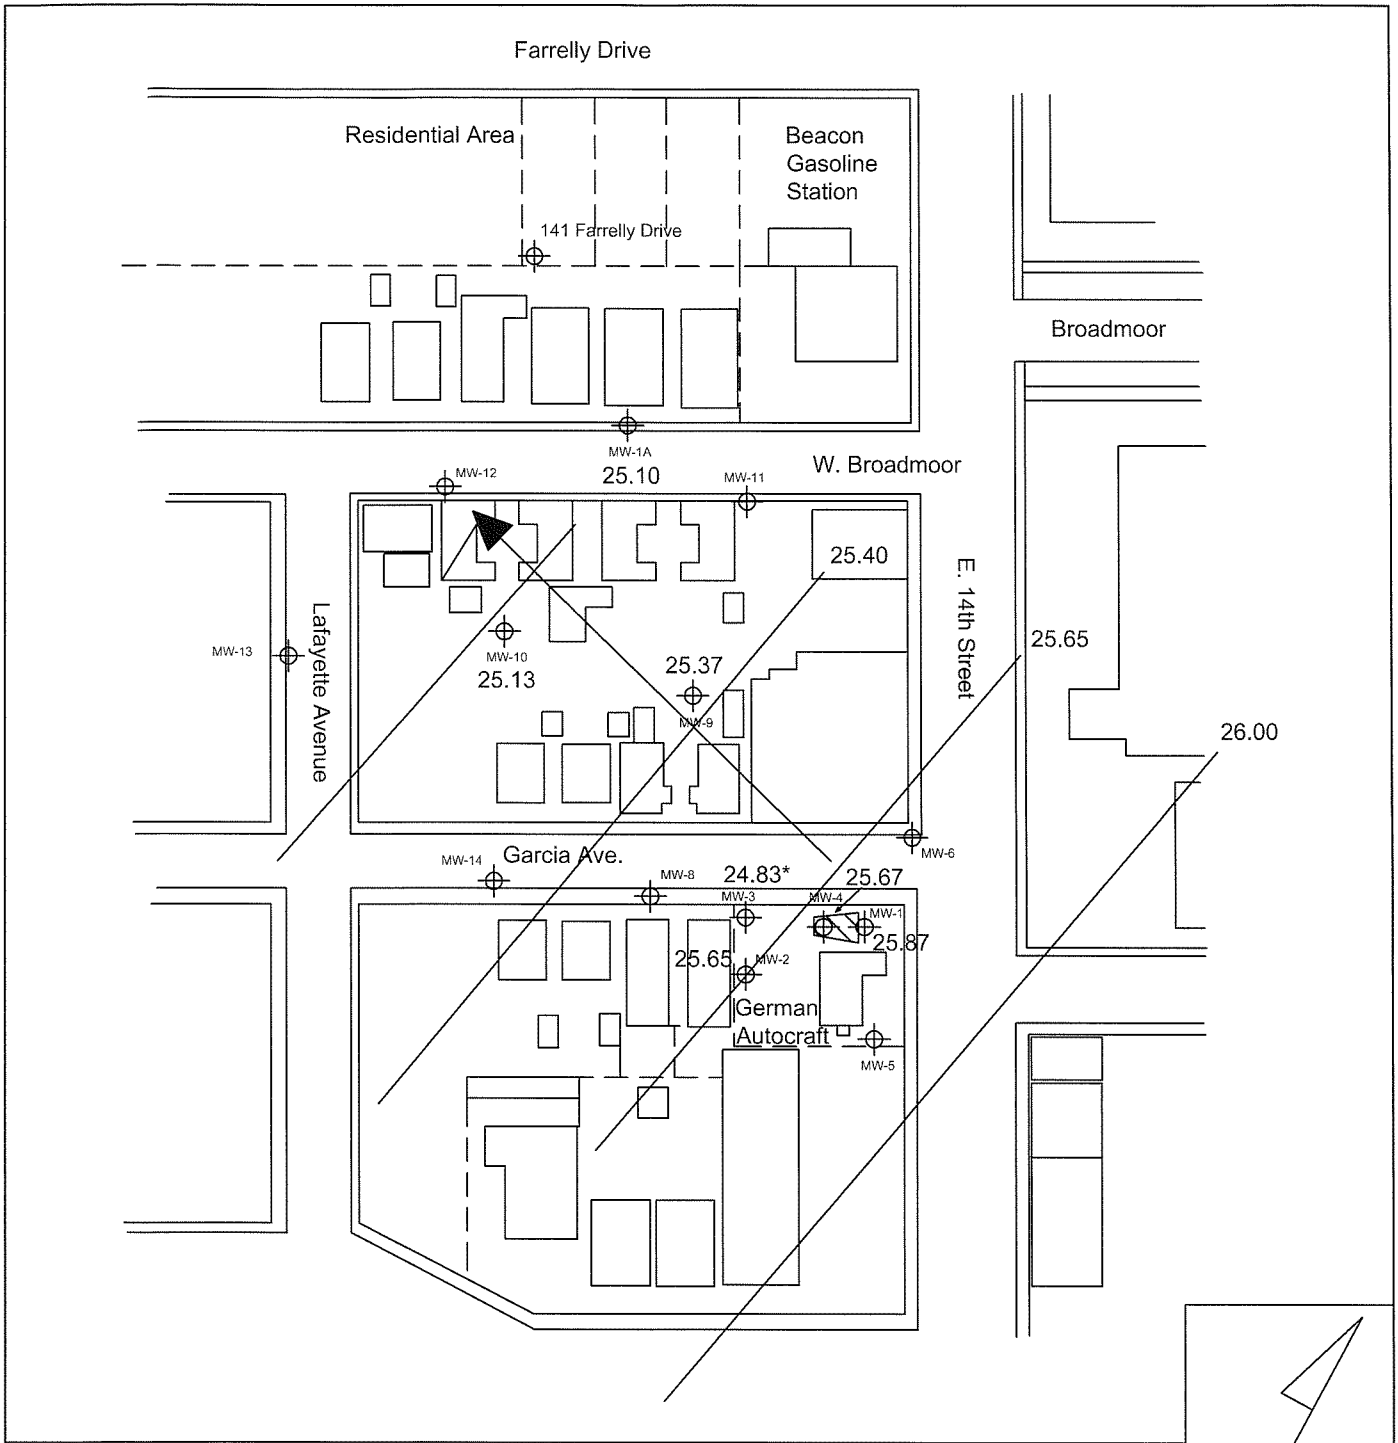 Farrelly Drive
Residential Area
Beacon
Gasoline
Station
141 Farrelly Drive
Broadmoor
MW-1A
25.10
W. Broadmoor
MW-12
MW-11
25.40
E. 14th Street
Lafayette Avenue
MW-13
MW-10
25.13
25.37
MW-9
25.65
26.00
MW-6
Garcia Ave.
MW-14
MW-8
24.83*
MW-3
25.67
MW-4
MW-1
25.87
25.65
MW-2
German
Autocraft
MW-5